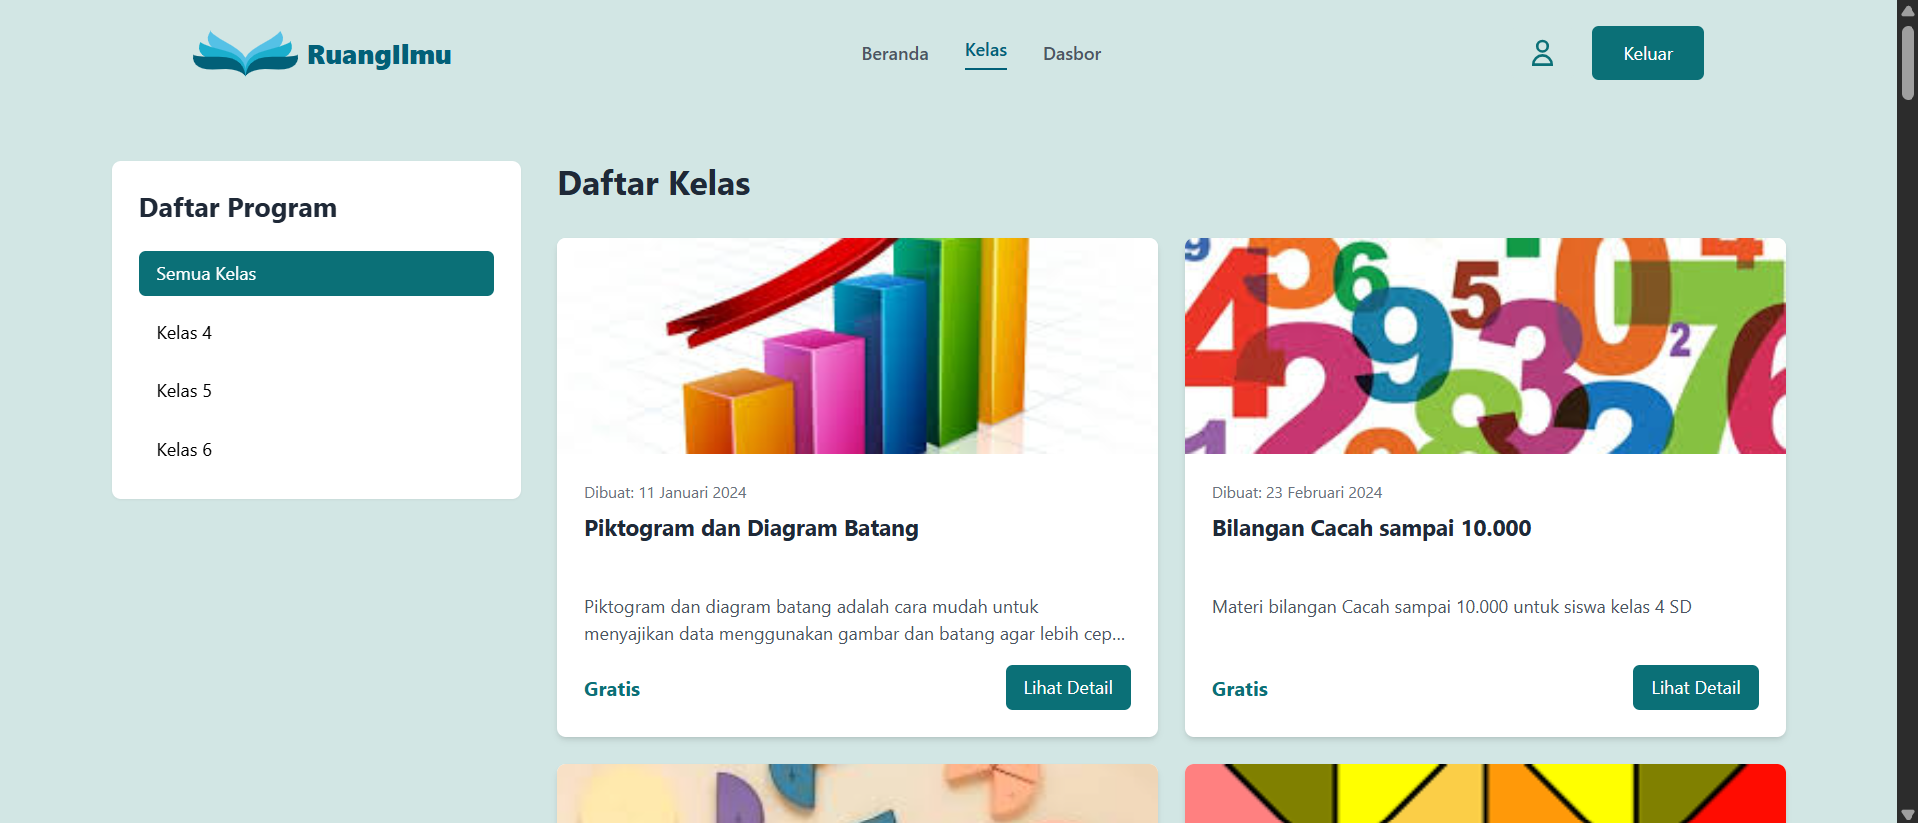 RuangIlmu
Beranda
Kelas
Dasbor
Keluar
Daftar Program
Semua Kelas
Kelas 4
Kelas 5
Kelas 6
Daftar Kelas
Dibuat: 11 Januari 2024
Piktogram dan Diagram Batang
Piktogram dan diagram batang adalah cara mudah untuk
menyajikan data menggunakan gambar dan batang agar lebih cep...
Gratis
Lihat Detail
Dibuat: 23 Februari 2024
Bilangan Cacah sampai 10.000
Materi bilangan Cacah sampai 10.000 untuk siswa kelas 4 SD
Gratis
Lihat Detail